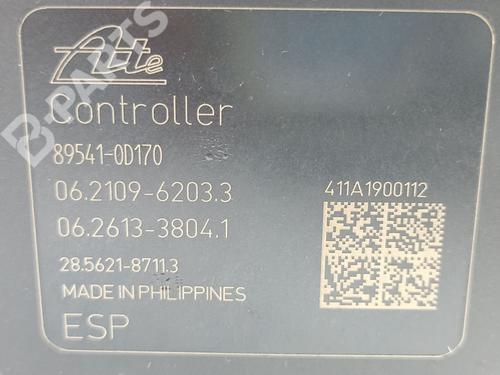 Ate
Controller
89541-0D170
06.2109-6203.3
411A1900112
06.2613-3804.1
28.5621-8711.3
MADE IN PHILIPPINES
ESP
B-PARTS